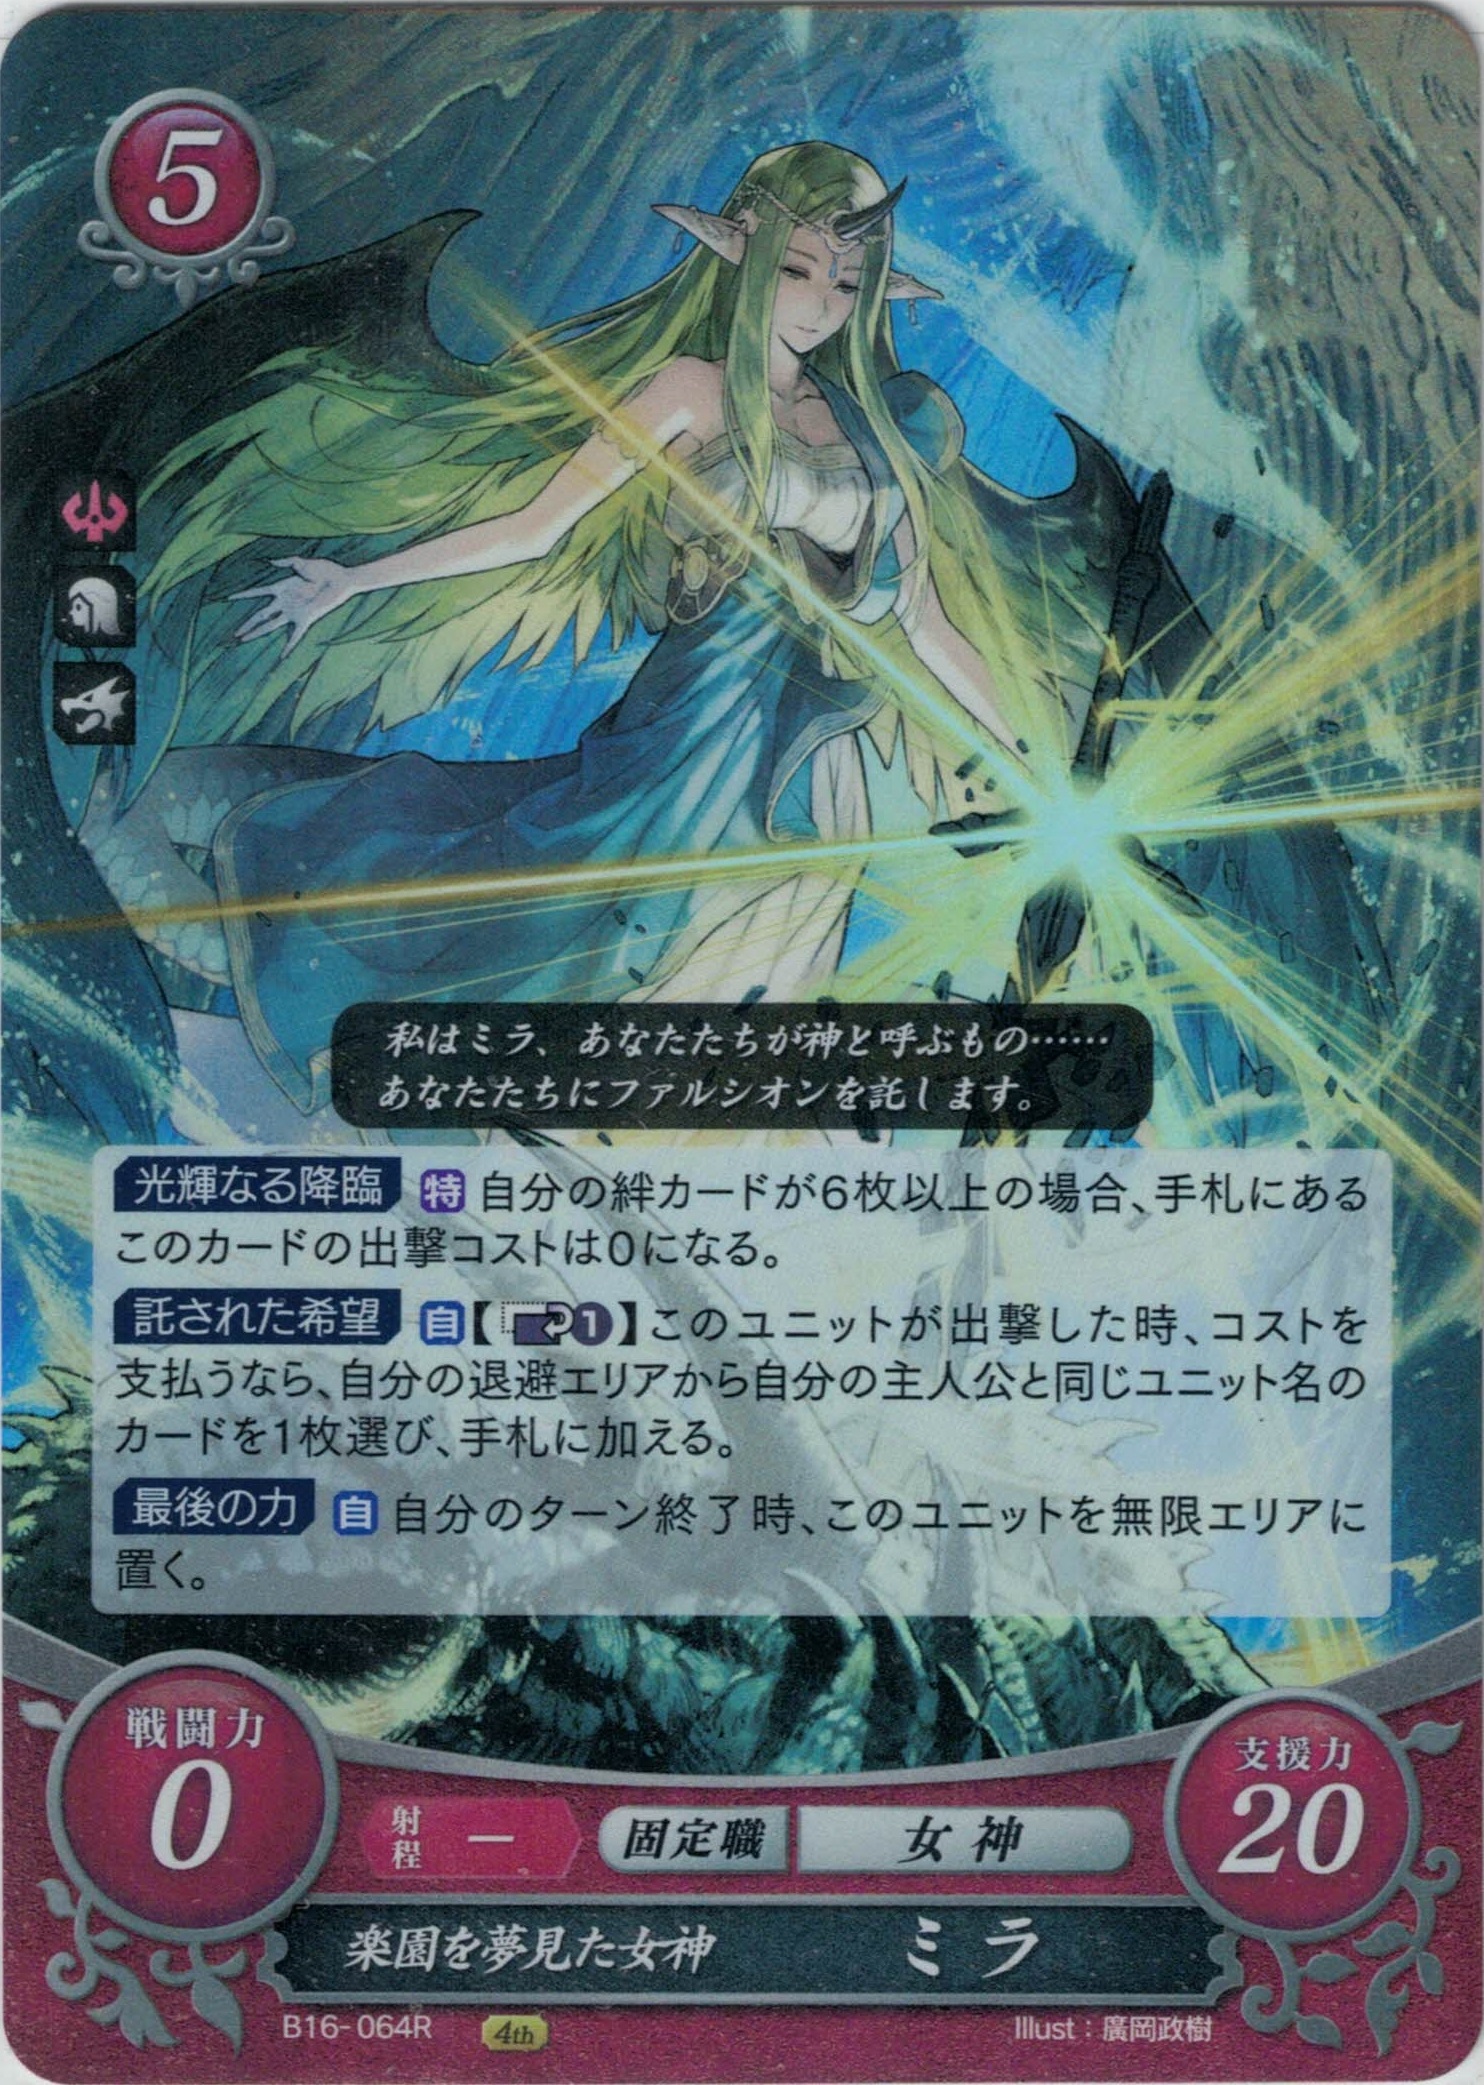 5
私はミラ、あなたたちが神と呼ぶもの……
あなたたちにファルシオンを託します。
光輝なる降臨 特 自分の絆カードが6枚以上の場合、手札にある
このカードの出撃コストは0になる。
託された希望 自【1】このユニットが出撃した時、コストを
支払うなら、自分の退避エリアから自分の主人公と同じユニット名の
カードを1枚選び、手札に加える。
最後の力 自 自分のターン終了時、このユニットを無限エリアに
置く。
戦闘力
0
射程 —
固定職 女神
支援力
20
楽園を夢見た女神 ミラ
B16-064R 4th Illust：廣岡政樹